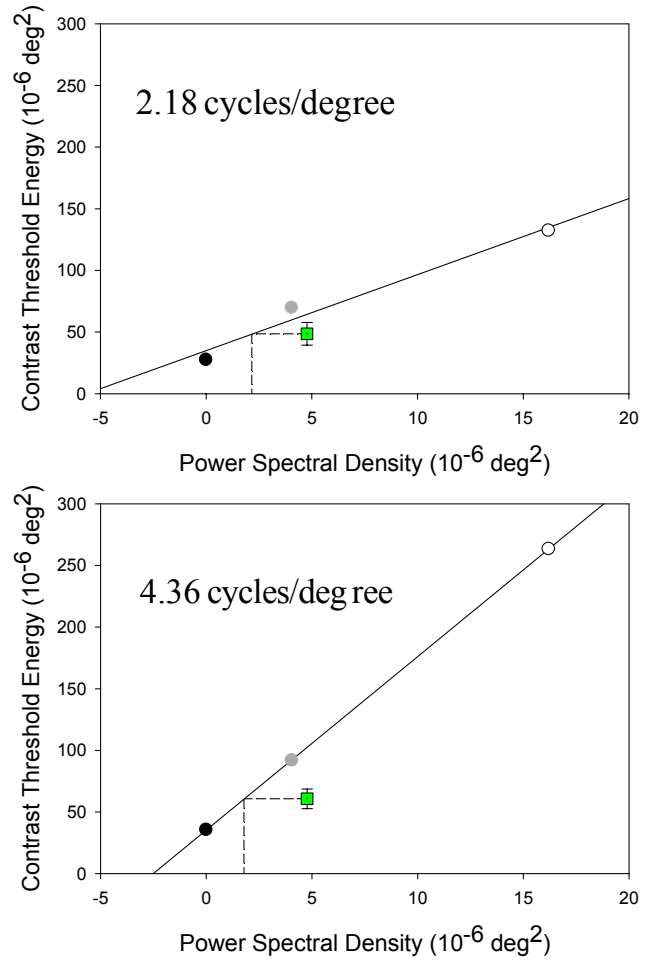 300
250
200
150
100
50
0
Contrast Threshold Energy (10-6 deg2)
2.18 cycles/degree
-5 0 5 10 15 20
Power Spectral Density (10-6 deg2)
300
250
200
150
100
50
0
Contrast Threshold Energy (10-6 deg2)
4.36 cycles/deg ree
-5 0 5 10 15 20
Power Spectral Density (10-6 deg2)